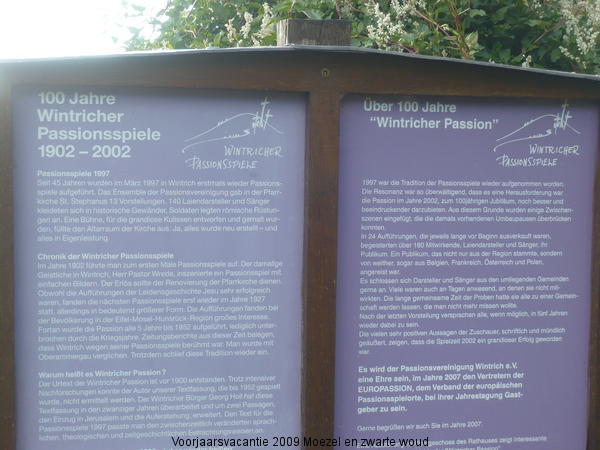 100 Jahre
Wintricher
Passionsspiele
1902 – 2002
WINTRICHER
PASSIONSSPIELE
Passionsspiele 1997
Seit 45 Jahren wurden im März 1997 in Wintrich erstmals wieder Passions-
spiele aufgeführt. Das Ensemble der Passionsvereinigung gab in der Pfarr-
kirche St. Stephanus 13 Vorstellungen. 140 Laiendarsteller und Sänger
kleideten sich in historische Gewänder, Soldaten legten römische Rüstun-
gen an. Eine Bühne, für die grandiose Kulissen entworfen und gemalt wur-
den, füllte den Altarraum der Kirche aus. Ja, alles wurde neu erstellt – und
alles in Eigenleistung.
Chronik der Wintricher Passionsspiele
Im Jahre 1902 führte man zum ersten Male Passionsspiele auf. Der damalige
Geistliche in Wintrich, Herr Pastor Wirede, inszenierte ein Passionsspiel mit
einfachen Bildern. Der Erlös sollte der Renovierung der Pfarrkirche dienen.
Obwohl die Aufführungen der Leidensgeschichte Jesu sehr erfolgreich
waren, fanden die nächsten Passionsspiele erst wieder im Jahre 1927
statt, allerdings in bedeutend größerer Form. Die Aufführungen fanden bei
der Bevölkerung in der Eifel-Mosel-Hunsrück-Region großes Interesse.
Fortan wurde die Passion alle 5 Jahre bis 1952 aufgeführt, lediglich unter-
brochen durch die Kriegsjahre. Zeitungsberichte aus dieser Zeit belegen,
dass Wintrich wegen seiner Passionsspiele berühmt war. Man wurde mit
Oberammergau verglichen. Trotzdem schlief diese Tradition wieder ein.
Warum heißt es Wintricher Passion ?
Der Urtext der Wintricher Passion ist vor 1900 entstanden. Trotz intensiver
Nachforschungen konnte der Autor unserer Textfassung, die bis 1952 gespielt
wurde, nicht ermittelt werden. Der Wintricher Bürger Georg Hoil hat diese
Textfassung in den zwanziger Jahren überarbeitet und um zwei Passagen,
den Einzug in Jerusalem und die Auferstehung, erweitert. Den Text für die
Passionsspiele 1997 passte man den zwischenzeitlich veränderten sprach-
lichen, theologischen und zeitgeschichtlichen Betrachtungsweisen an.
Über 100 Jahre
"Wintricher Passion"
WINTRICHER
PASSIONSSPIELE
1997 war die Tradition der Passionsspiele wieder aufgenommen worden.
Die Resonanz war so überwältigend, dass es eine Herausforderung war
die Passion im Jahre 2002, zum 100jährigen Jubiläum, noch besser und
beeindruckender darzubieten. Aus diesem Grunde wurden einige Zwischen-
szenen eingefügt, die die damals vorhandenen Umbaupausen überbrücken
konnten.
In 24 Aufführungen, die jeweils lange vor Beginn ausverkauft waren,
begeisterten über 180 Mitwirkende, Laiendarsteller und Sänger, ihr
Publikum. Ein Publikum, das nicht nur aus der Region stammte, sondern
von weither, sogar aus Belgien, Frankreich, Österreich und Polen,
angereist war.
Es schlossen sich Darsteller und Sänger aus den umliegenden Gemeinden
gerne an. Viele waren auch an Tagen anwesend, an denen sie nicht mit-
wirkten. Die lange gemeinsame Zeit der Proben hatte sie alle zu einer Gemein-
schaft werden lassen, die man nicht mehr missen wollte.
Nach der letzten Vorstellung versprachen alle, wenn möglich, in fünf Jahren
wieder dabei zu sein.
Die vielen sehr positiven Aussagen der Zuschauer, schriftlich und mündlich
geäußert, zeigen, dass die Spielzeit 2002 ein grandioser Erfolg geworden
war.
Es wird der Passionsvereinigung Wintrich e.V.
eine Ehre sein, im Jahre 2007 den Vertretern der
EUROPASSION, dem Verband der europäischen
Passionsspielorte, bei ihrer Jahrestagung Gast-
geber zu sein.
Gerne begrüßen wir auch Sie im Jahre 2007.
geschoss des Rathauses zeigt interessante
Voorjaarsvacantie 2009 Moezel en zwarte woud